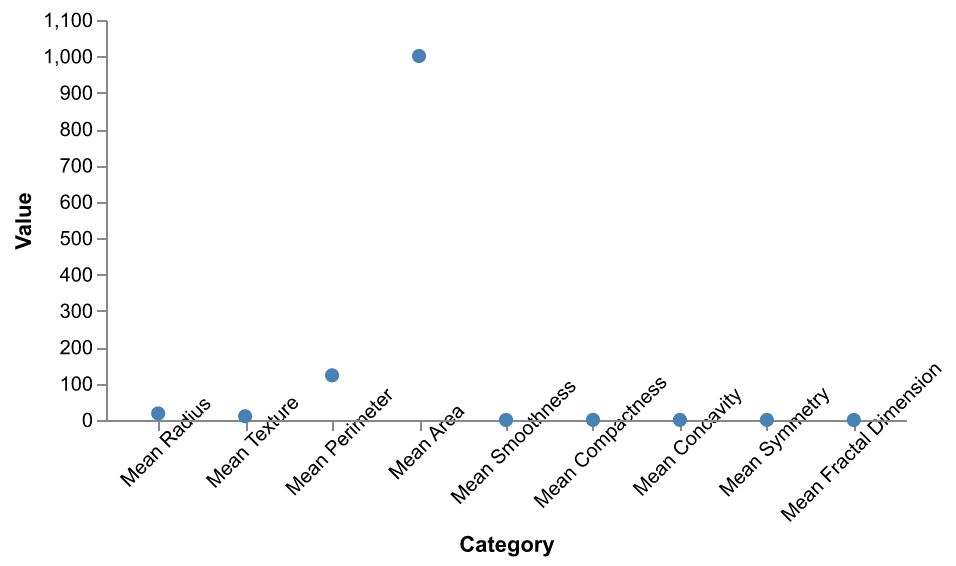 1,100
1,000
900
800
700
600
500
400
300
200
100
0
Value
Mean Radius
Mean Texture
Mean Perimeter
Mean Area
Mean Smoothness
Mean Compactness
Mean Concavity
Mean Symmetry
Mean Fractal Dimension
Category